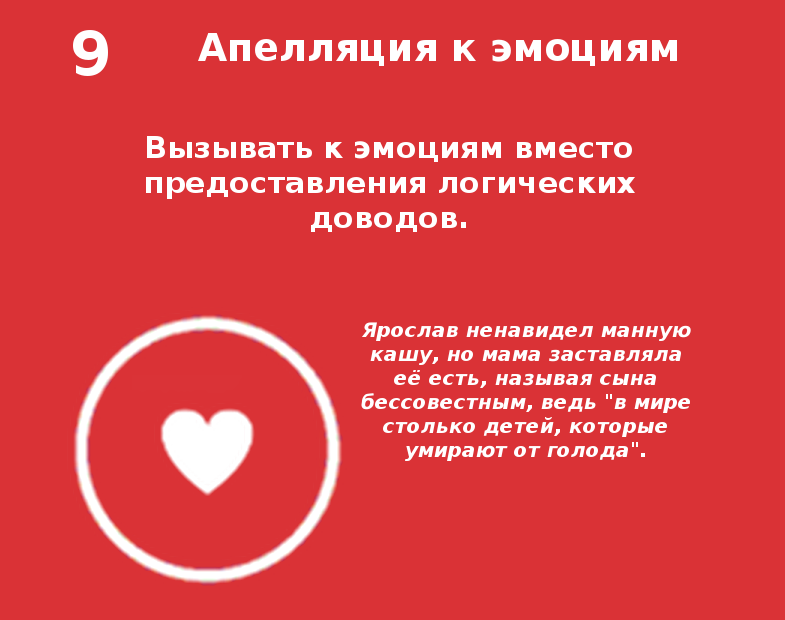 9
Апелляция к эмоциям
Вызывать к эмоциям вместо
предоставления логических
доводов.
Ярослав ненавидел манную
кашу, но мама заставляла
её есть, называя сына
бессовестным, ведь "в мире
столько детей, которые
умирают от голода".